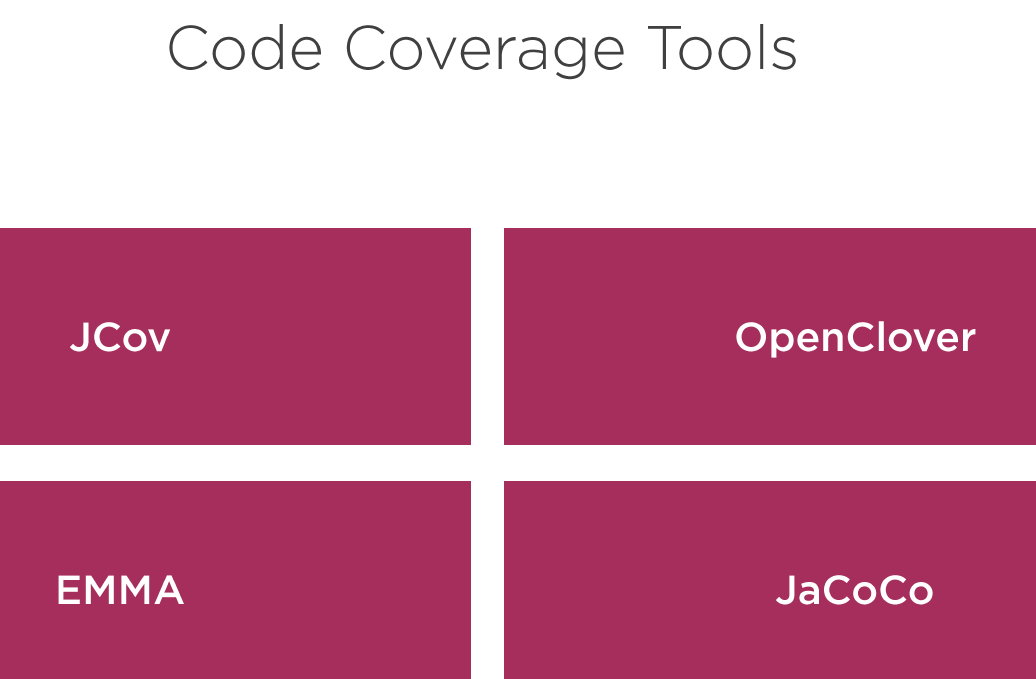 Code Coverage Tools
JCov
OpenClover
EMMA
JaCoCo